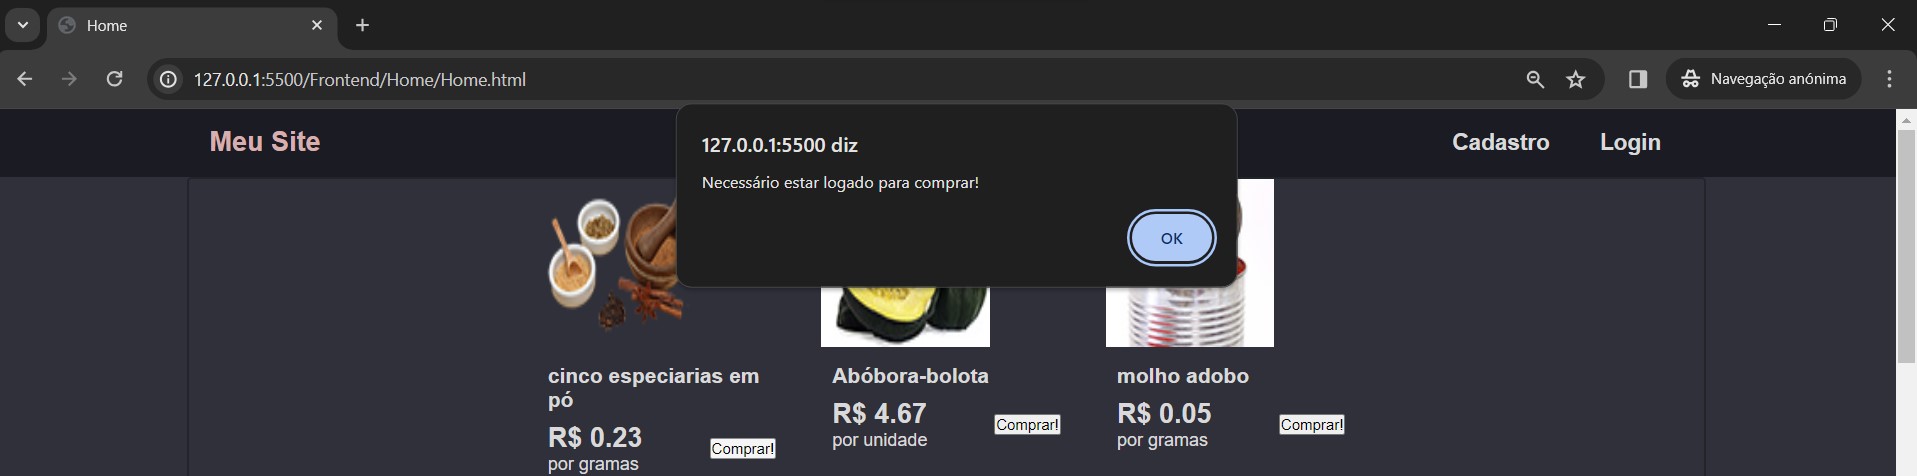 Home
127.0.0.1:5500/Frontend/Home/Home.html
Navegação anónima
Meu Site
Cadastro
Login
127.0.0.1:5500 diz
Necessário estar logado para comprar!
OK
cinco especiarias em
pó
R$ 0.23
por gramas
Comprar!
Abóbora-bolota
R$ 4.67
por unidade
Comprar!
molho adobo
R$ 0.05
por gramas
Comprar!